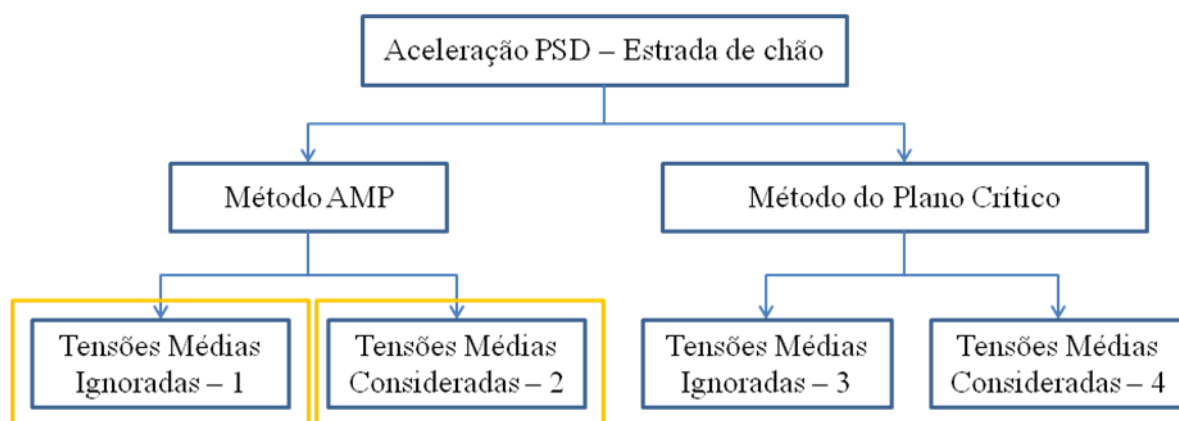 Aceleração PSD – Estrada de chão
Método AMP
Método do Plano Crítico
Tensões Médias
Ignoradas – 1
Tensões Médias
Consideradas – 2
Tensões Médias
Ignoradas – 3
Tensões Médias
Consideradas – 4